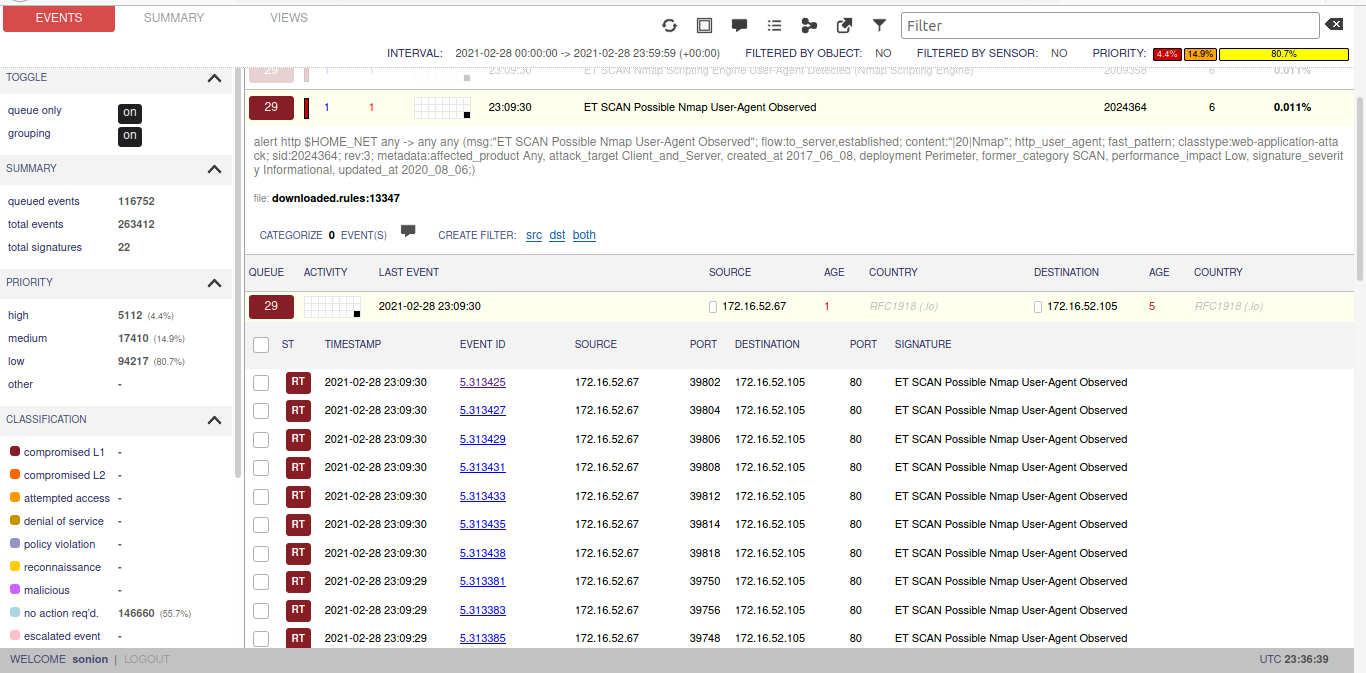 EVENTS SUMMARY VIEWS
Filter
INTERVAL: 2021-02-28 00:00:00 -> 2021-02-28 23:59:59 (+00:00) FILTERED BY OBJECT: NO FILTERED BY SENSOR: NO PRIORITY: 4.4% 14.9% 80.7%
TOGGLE
queue only on
grouping on
SUMMARY
queued events 116752
total events 263412
total signatures 22
PRIORITY
high 5112 (4.4%)
medium 17410 (14.9%)
low 94217 (80.7%)
other -
CLASSIFICATION
compromised L1 -
compromised L2 -
attempted access -
denial of service -
policy violation -
reconnaissance -
malicious -
no action req'd. 146660 (55.7%)
escalated event -
29 1 1 23:09:30 ET SCAN Nmap Scripting Engine User-Agent Detected (Nmap Scripting Engine) 2009358 6 0.011%
29 1 1 23:09:30 ET SCAN Possible Nmap User-Agent Observed 2024364 6 0.011%
alert http $HOME_NET any -> any any (msg:"ET SCAN Possible Nmap User-Agent Observed"; flow:to_server,established; content:"|20|Nmap"; http_user_agent; fast_pattern; classtype:web-application-atta
ck; sid:2024364; rev:3; metadata:affected_product Any, attack_target Client_and_Server, created_at 2017_06_08, deployment Perimeter, former_category SCAN, performance_impact Low, signature_severit
y Informational, updated_at 2020_08_06;)
file: downloaded.rules:13347
CATEGORIZE 0 EVENT(S) CREATE FILTER: src dst both
QUEUE ACTIVITY LAST EVENT SOURCE AGE COUNTRY DESTINATION AGE COUNTRY
29 2021-02-28 23:09:30 172.16.52.67 1 RFC1918 (.lo) 172.16.52.105 5 RFC1918 (.lo)
ST TIMESTAMP EVENT ID SOURCE PORT DESTINATION PORT SIGNATURE
RT 2021-02-28 23:09:30 5.313425 172.16.52.67 39802 172.16.52.105 80 ET SCAN Possible Nmap User-Agent Observed
RT 2021-02-28 23:09:30 5.313427 172.16.52.67 39804 172.16.52.105 80 ET SCAN Possible Nmap User-Agent Observed
RT 2021-02-28 23:09:30 5.313429 172.16.52.67 39806 172.16.52.105 80 ET SCAN Possible Nmap User-Agent Observed
RT 2021-02-28 23:09:30 5.313431 172.16.52.67 39808 172.16.52.105 80 ET SCAN Possible Nmap User-Agent Observed
RT 2021-02-28 23:09:30 5.313433 172.16.52.67 39812 172.16.52.105 80 ET SCAN Possible Nmap User-Agent Observed
RT 2021-02-28 23:09:30 5.313435 172.16.52.67 39814 172.16.52.105 80 ET SCAN Possible Nmap User-Agent Observed
RT 2021-02-28 23:09:30 5.313438 172.16.52.67 39818 172.16.52.105 80 ET SCAN Possible Nmap User-Agent Observed
RT 2021-02-28 23:09:29 5.313381 172.16.52.67 39750 172.16.52.105 80 ET SCAN Possible Nmap User-Agent Observed
RT 2021-02-28 23:09:29 5.313383 172.16.52.67 39756 172.16.52.105 80 ET SCAN Possible Nmap User-Agent Observed
RT 2021-02-28 23:09:29 5.313385 172.16.52.67 39748 172.16.52.105 80 ET SCAN Possible Nmap User-Agent Observed
WELCOME sonion | LOGOUT UTC 23:36:39